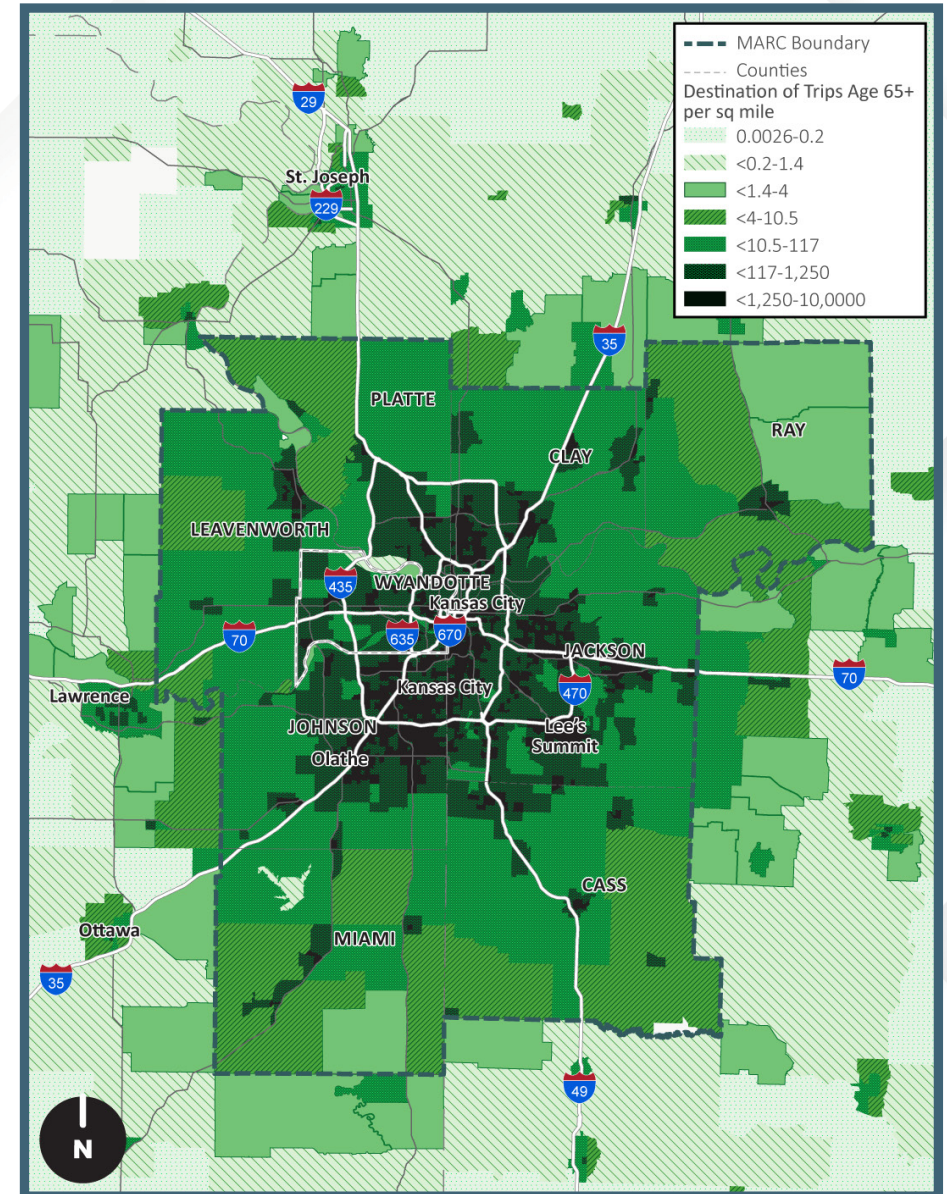 MARC Boundary
Counties
Destination of Trips Age 65+
per sq mile
0.0026-0.2
<0.2-1.4
<1.4-4
<4-10.5
<10.5-117
<117-1,250
<1,250-10,0000
29
St. Joseph
229
35
PLATTE
CLAY
RAY
LEAVENWORTH
435
WYANDOTTE
Kansas City
70
635
670
JACKSON
70
Lawrence
Kansas City
470
JOHNSON
Lee's
Summit
Olathe
CASS
Ottawa
MIAMI
35
49
N